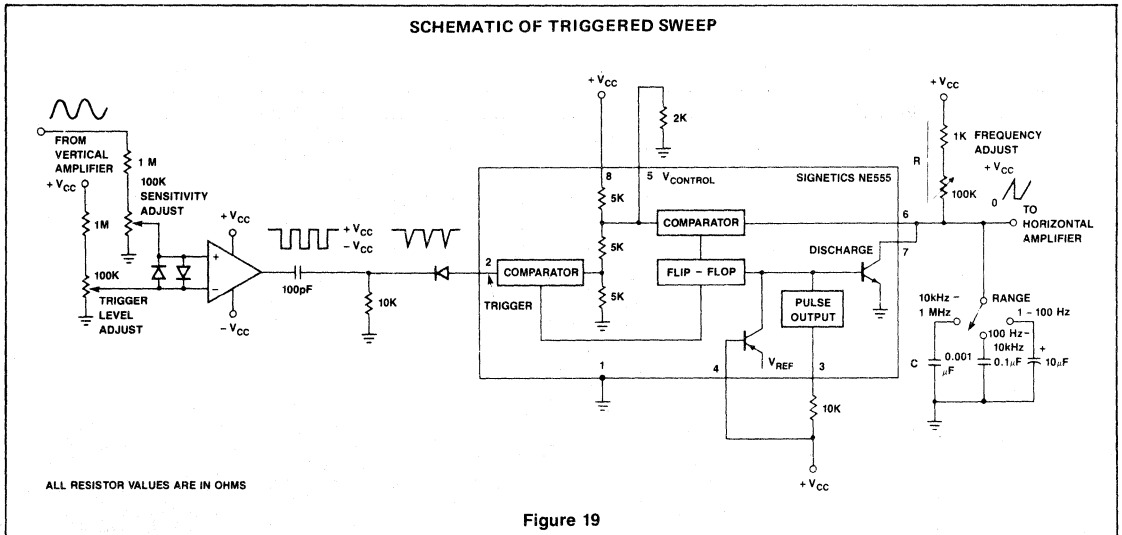 SCHEMATIC OF TRIGGERED SWEEP
FROM
VERTICAL
AMPLIFIER
+ VCC
1 M
100K
SENSITIVITY
ADJUST
1M
100K
TRIGGER
LEVEL
ADJUST
+ VCC
+
−
− VCC
100pF
+ VCC
− VCC
10K
2
TRIGGER
COMPARATOR
+ VCC
8
5K
5K
5K
1
2K
5
VCONTROL
SIGNETICS NE555
COMPARATOR
FLIP – FLOP
DISCHARGE
PULSE
OUTPUT
VREF
4
3
10K
+ VCC
6
7
+ VCC
R
1K
FREQUENCY
ADJUST
100K
+ VCC
0
TO
HORIZONTAL
AMPLIFIER
RANGE
10kHz –
1 MHz
100 Hz–
10kHz
1 – 100 Hz
C
0.001
µF
0.1µF
+
10µF
ALL RESISTOR VALUES ARE IN OHMS
Figure 19